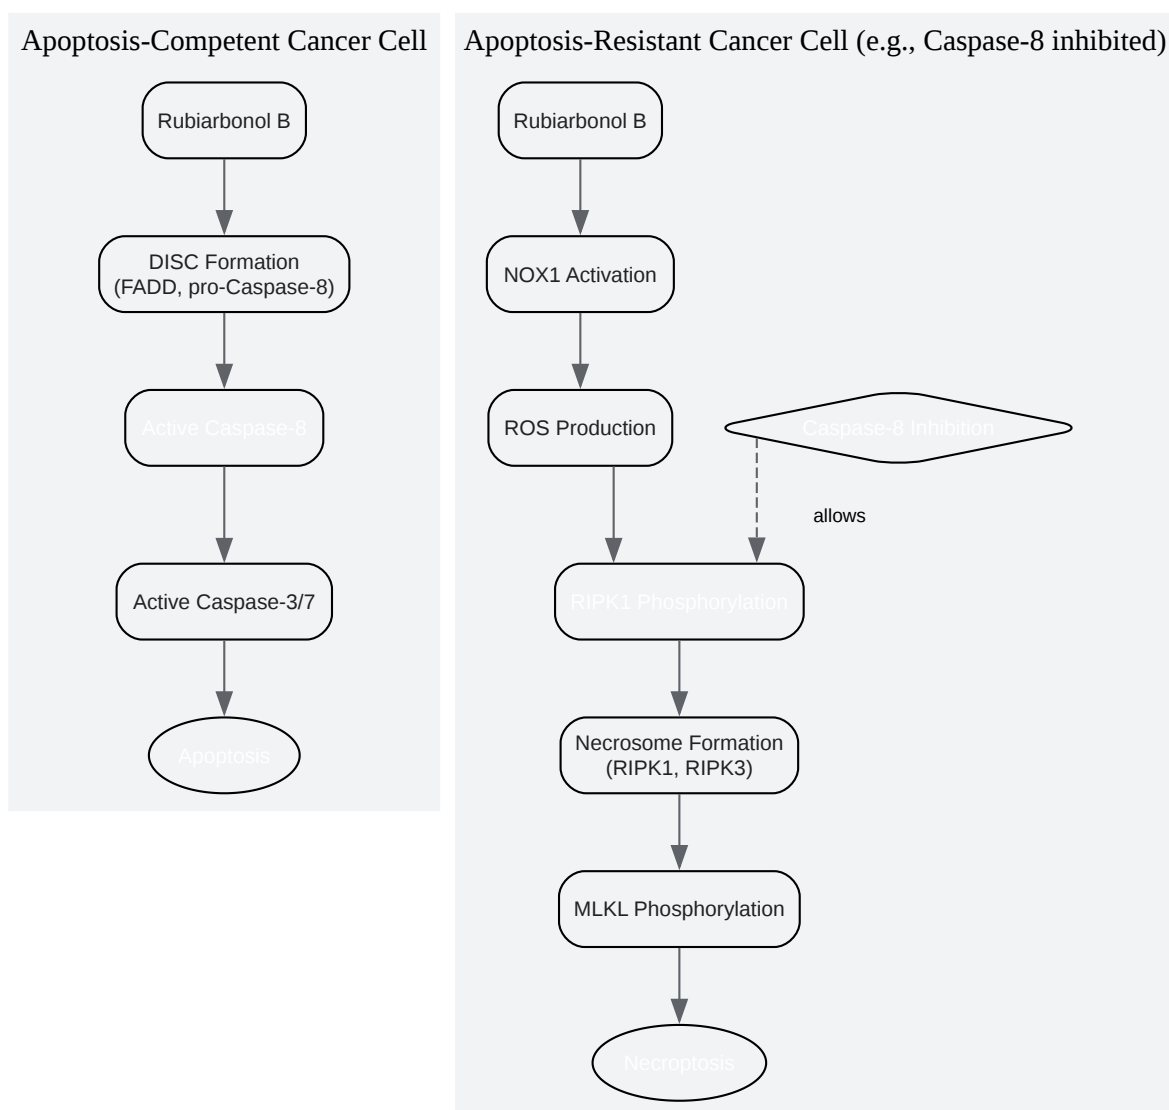 Apoptosis-Competent Cancer Cell
Rubiarbonol B
DISC Formation
(FADD, pro-Caspase-8)
Active Caspase-8
Active Caspase-3/7
Apoptosis
Apoptosis-Resistant Cancer Cell (e.g., Caspase-8 inhibited)
Rubiarbonol B
NOX1 Activation
ROS Production
Caspase-8 Inhibition
allows
RIPK1 Phosphorylation
Necrosome Formation
(RIPK1, RIPK3)
MLKL Phosphorylation
Necroptosis